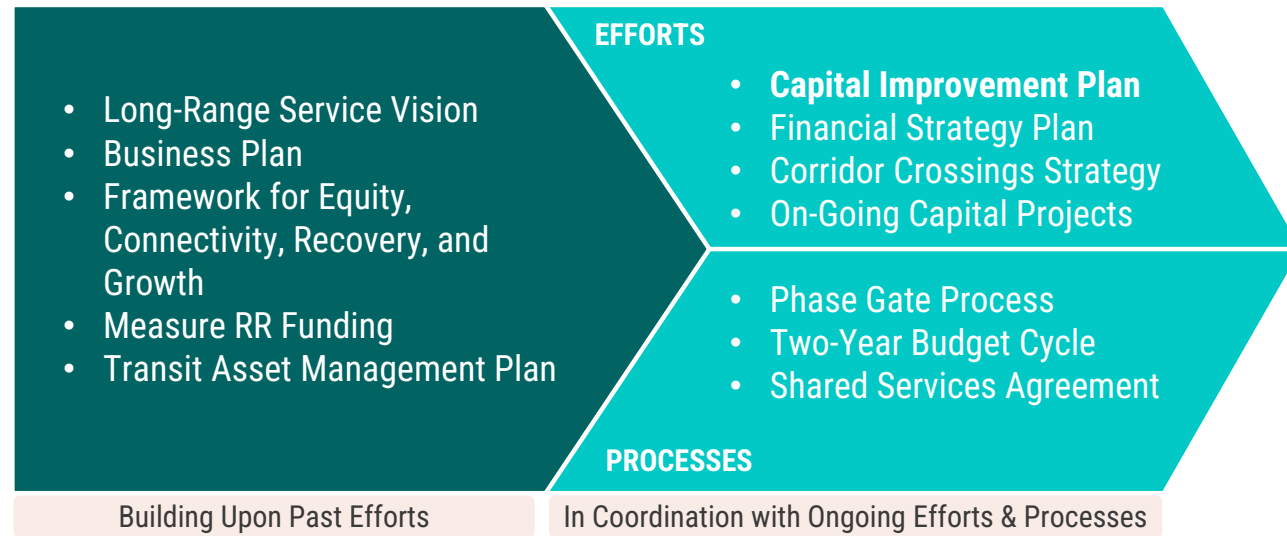 • Long-Range Service Vision
• Business Plan
• Framework for Equity,
Connectivity, Recovery, and
Growth
• Measure RR Funding
• Transit Asset Management Plan
EFFORTS
• Capital Improvement Plan
• Financial Strategy Plan
• Corridor Crossings Strategy
• On-Going Capital Projects
• Phase Gate Process
• Two-Year Budget Cycle
• Shared Services Agreement
PROCESSES
Building Upon Past Efforts
In Coordination with Ongoing Efforts & Processes